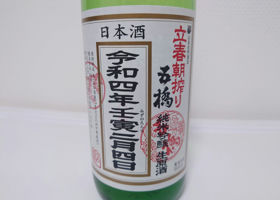 日本酒
立春朝搾り
五橋
純米吟醸 生原酒
令和四年壬寅二月四日